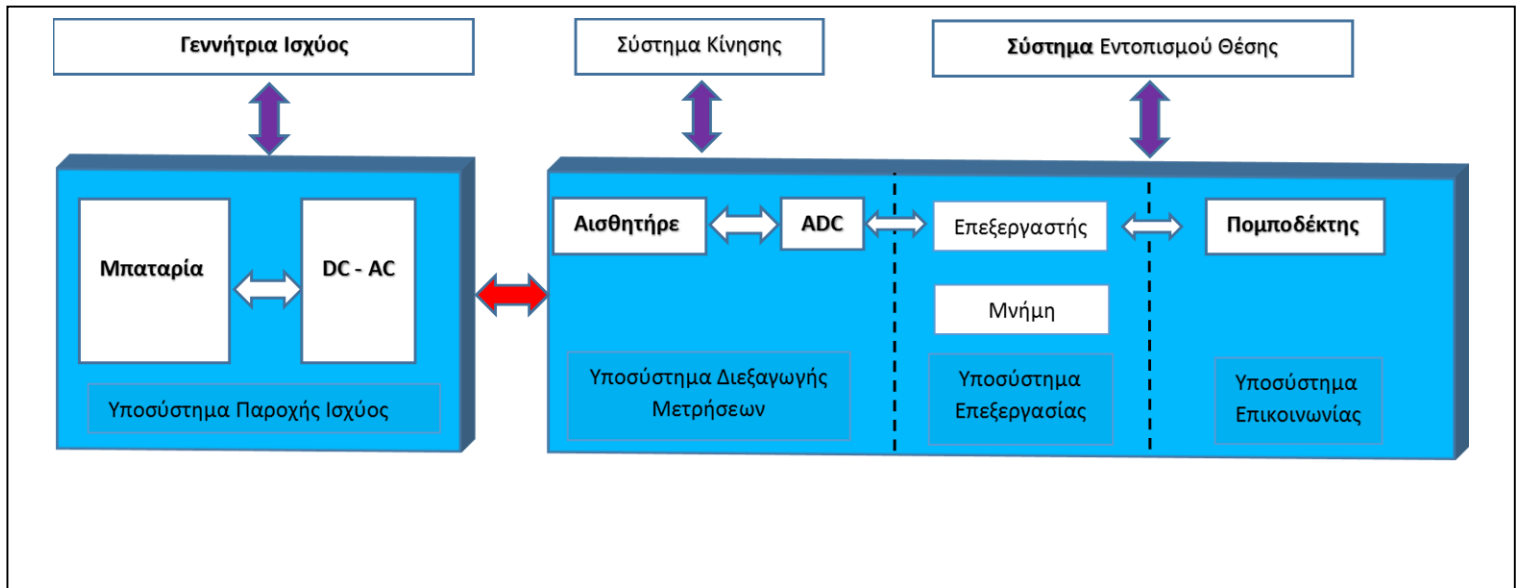 Γεννήτρια Ισχύος
Σύστημα Κίνησης
Σύστημα Εντοπισμού Θέσης
Μπαταρία
DC - AC
Υποσύστημα Παροχής Ισχύος
Αισθητήρε
ADC
Επεξεργαστής
Πομποδέκτης
Μνήμη
Υποσύστημα Διεξαγωγής
Μετρήσεων
Υποσύστημα
Επεξεργασίας
Υποσύστημα
Επικοινωνίας